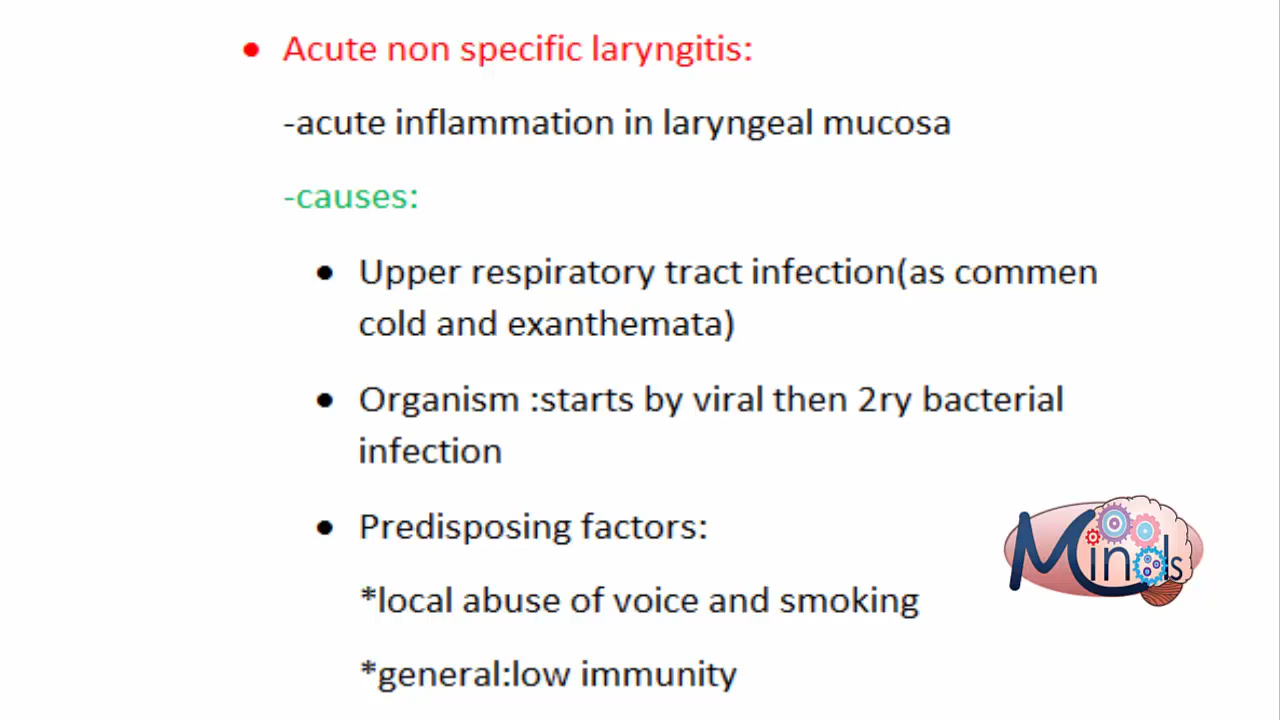 • Acute non specific laryngitis:
-acute inflammation in laryngeal mucosa
-causes:
• Upper respiratory tract infection(as commen
cold and exanthemata)
• Organism :starts by viral then 2ry bacterial
infection
• Predisposing factors:
*local abuse of voice and smoking
*general:low immunity
Minds